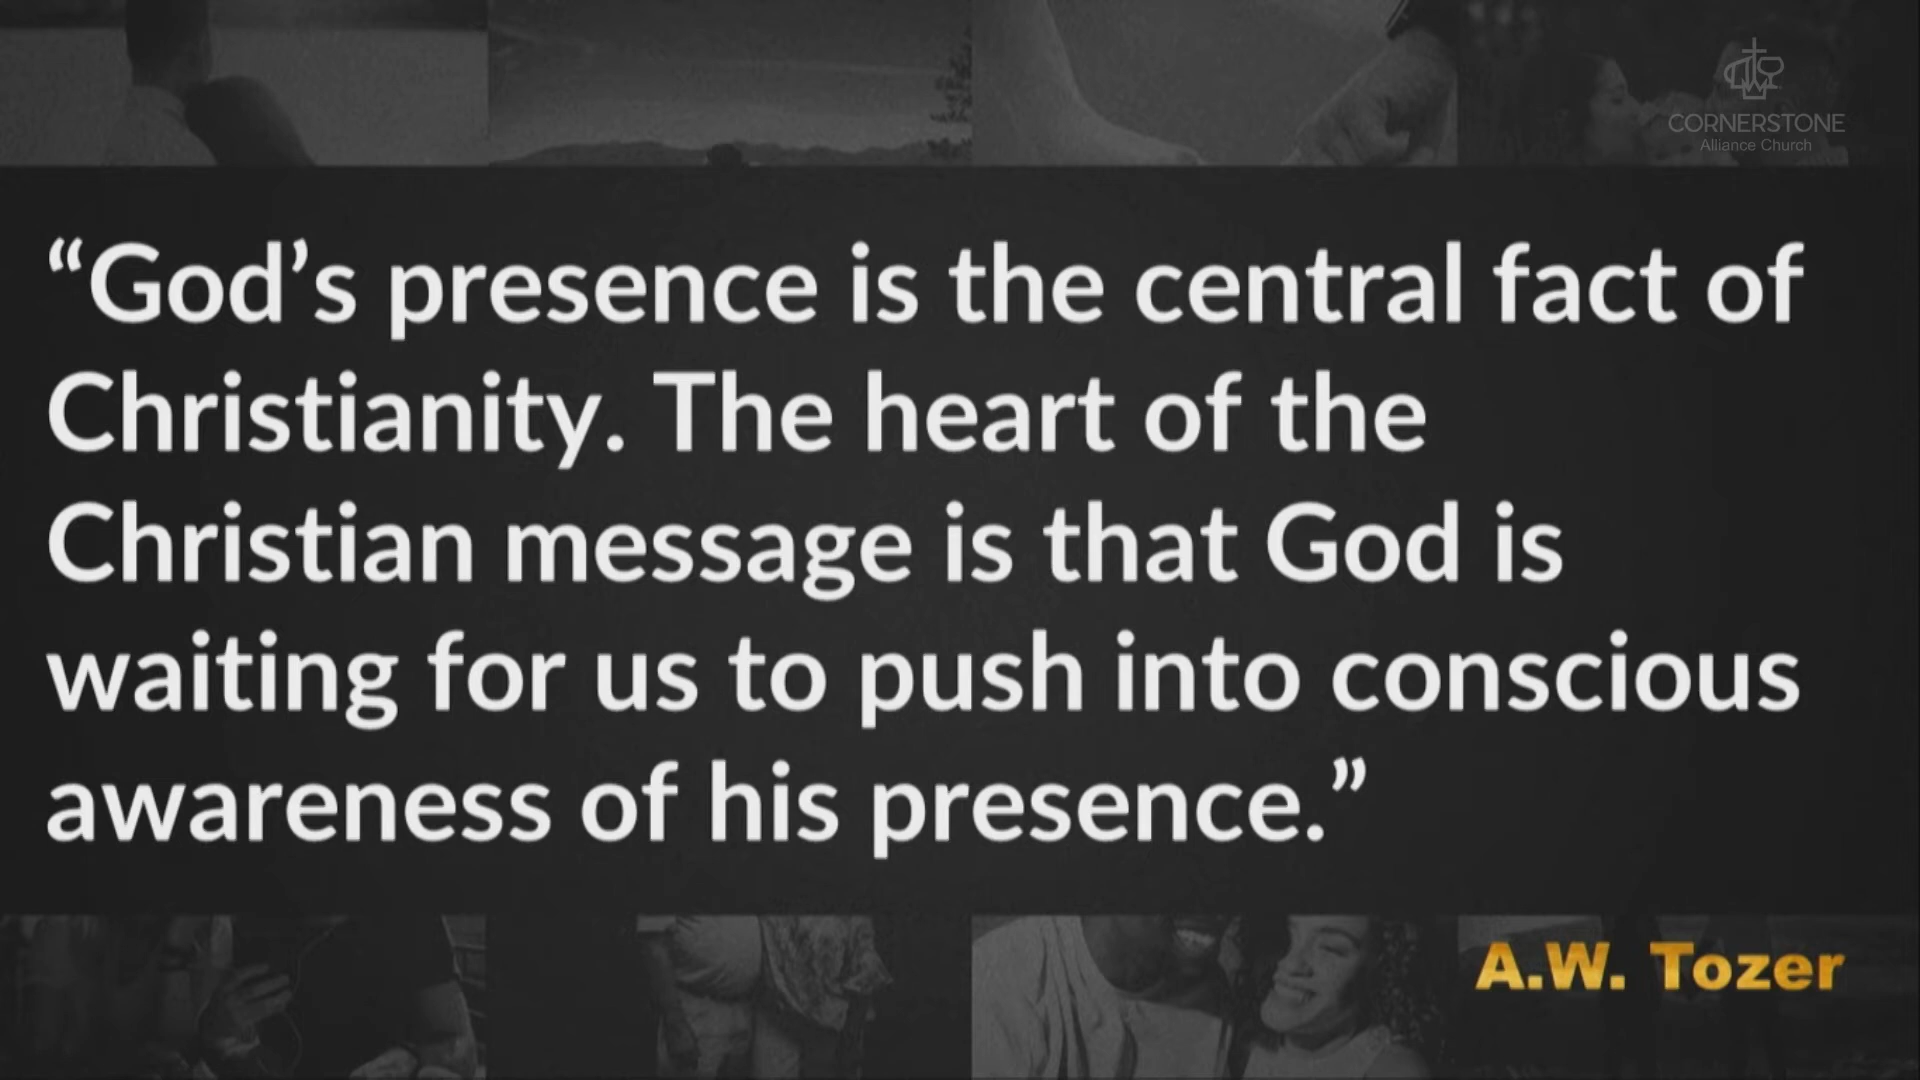 CORNERSTONE
Alliance Church
“God’s presence is the central fact of
Christianity. The heart of the
Christian message is that God is
waiting for us to push into conscious
awareness of his presence.”
A.W. Tozer